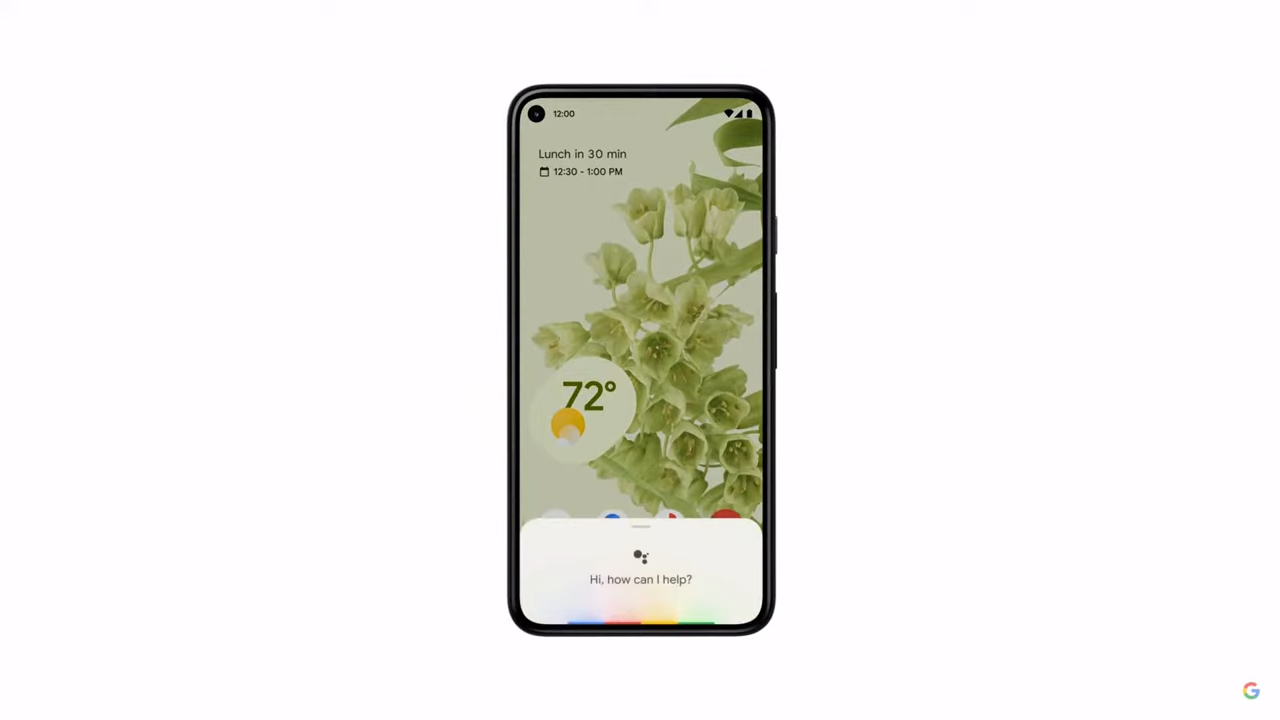 12:00
Lunch in 30 min
12:30 - 1:00 PM
72°
Hi, how can I help?